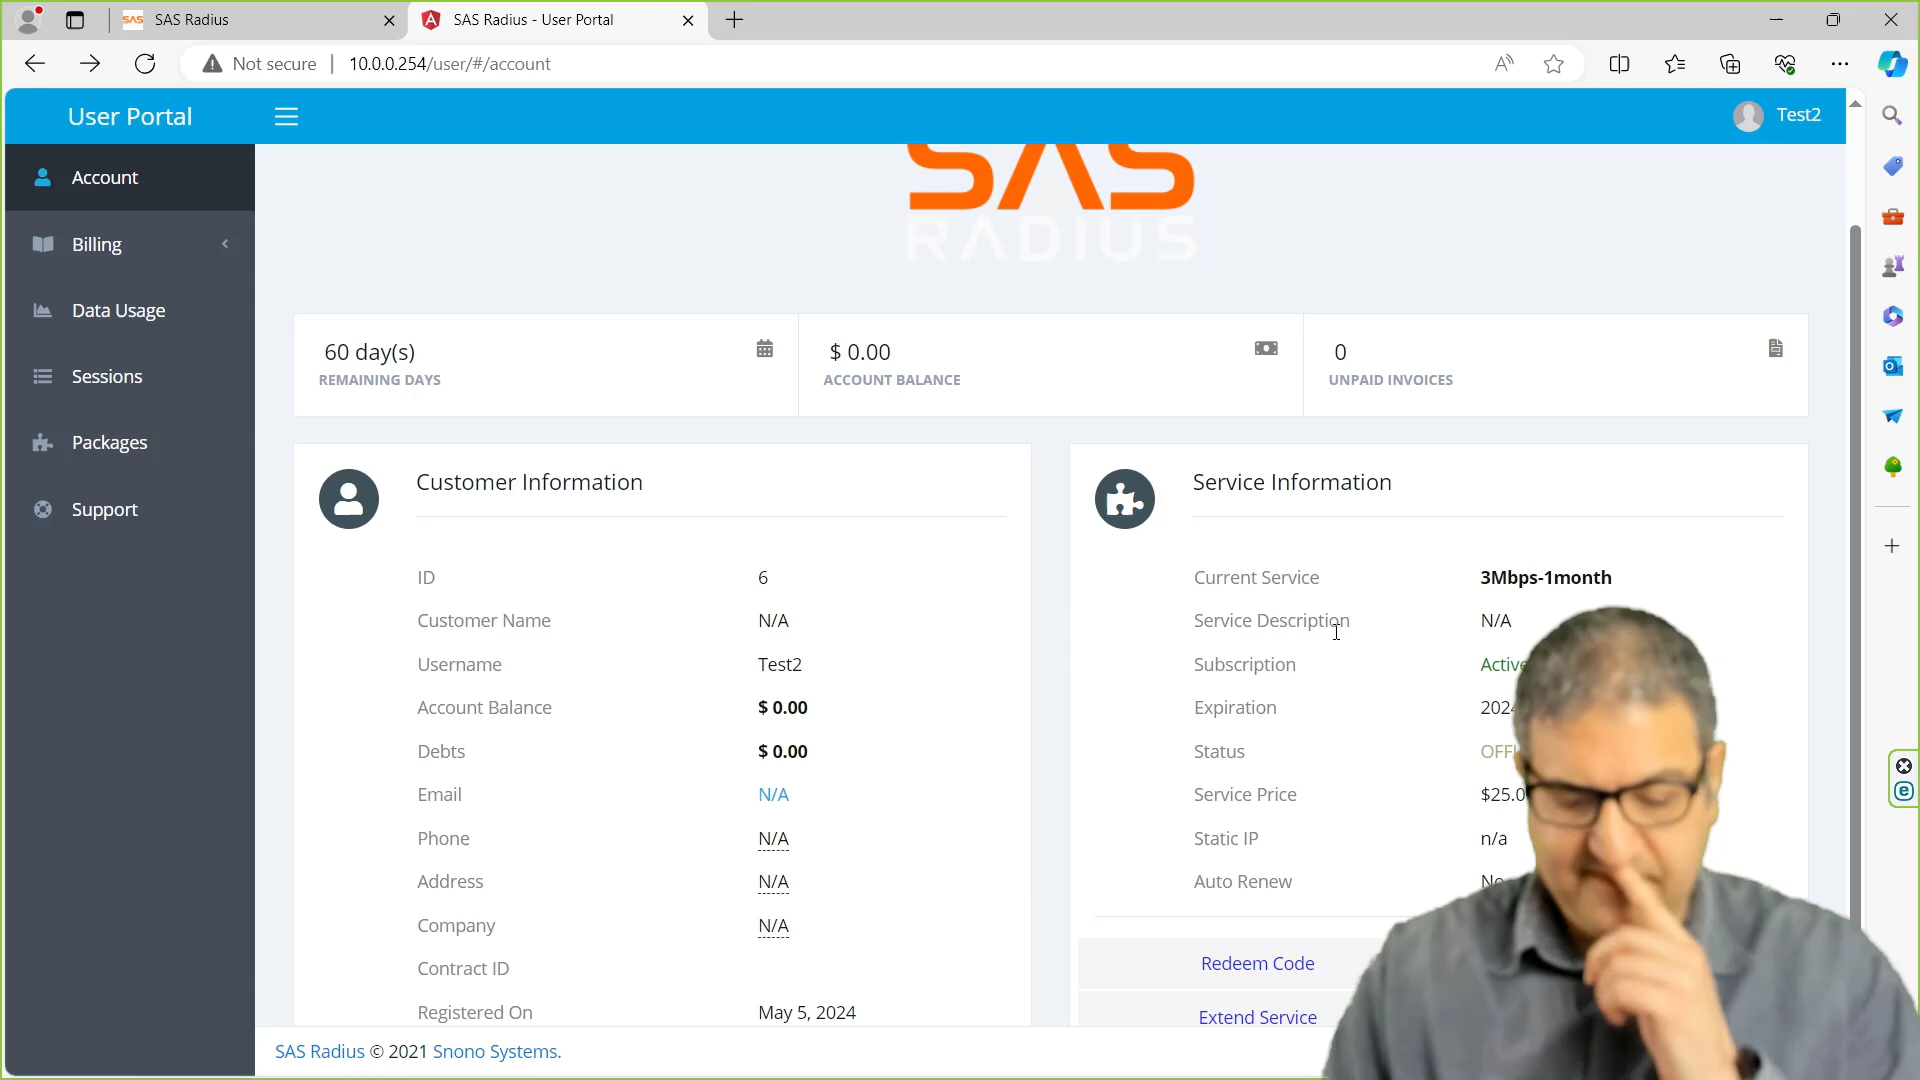 SAS Radius
SAS Radius - User Portal
Not secure
10.0.0.254/user/#/account
User Portal
Test2
Account
Billing
Data Usage
Sessions
Packages
Support
SAS
RADIUS
60 day(s)
REMAINING DAYS
$ 0.00
ACCOUNT BALANCE
0
UNPAID INVOICES
Customer Information
ID 6
Customer Name N/A
Username Test2
Account Balance $ 0.00
Debts $ 0.00
Email N/A
Phone N/A
Address N/A
Company N/A
Contract ID
Registered On May 5, 2024
Service Information
Current Service 3Mbps-1month
Service Description N/A
Subscription Active
Expiration 2024
Status
Service Price
Static IP n/a
Auto Renew No
Redeem Code
Extend Service
SAS Radius © 2021 Snono Systems.